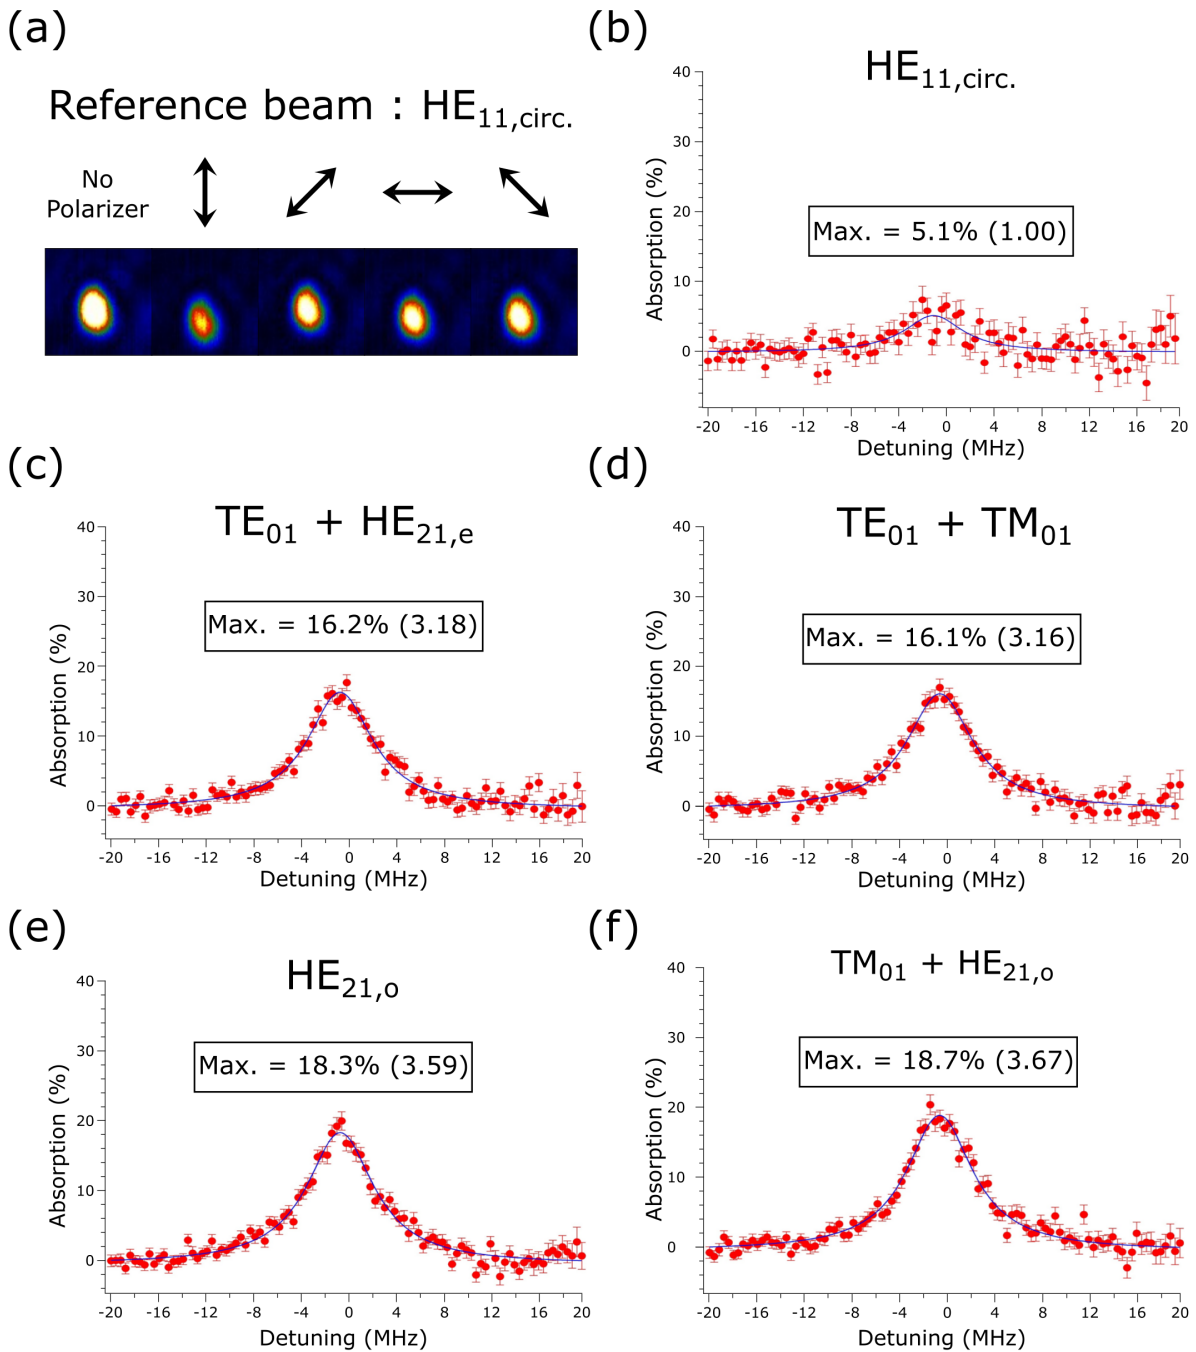 (a)
Reference beam : HE11,circ.
No
Polarizer
(b)
HE11,circ.
Max. = 5.1% (1.00)
Absorption (%)
40
30
20
10
0
-20 -16 -12 -8 -4 0 4 8 12 16 20
Detuning (MHz)
(c)
TE01 + HE21,e
Max. = 16.2% (3.18)
Absorption (%)
40
30
20
10
0
-20 -16 -12 -8 -4 0 4 8 12 16 20
Detuning (MHz)
(d)
TE01 + TM01
Max. = 16.1% (3.16)
Absorption (%)
40
30
20
10
0
-20 -16 -12 -8 -4 0 4 8 12 16 20
Detuning (MHz)
(e)
HE21,o
Max. = 18.3% (3.59)
Absorption (%)
40
30
20
10
0
-20 -16 -12 -8 -4 0 4 8 12 16 20
Detuning (MHz)
(f)
TM01 + HE21,o
Max. = 18.7% (3.67)
Absorption (%)
40
30
20
10
0
-20 -16 -12 -8 -4 0 4 8 12 16 20
Detuning (MHz)